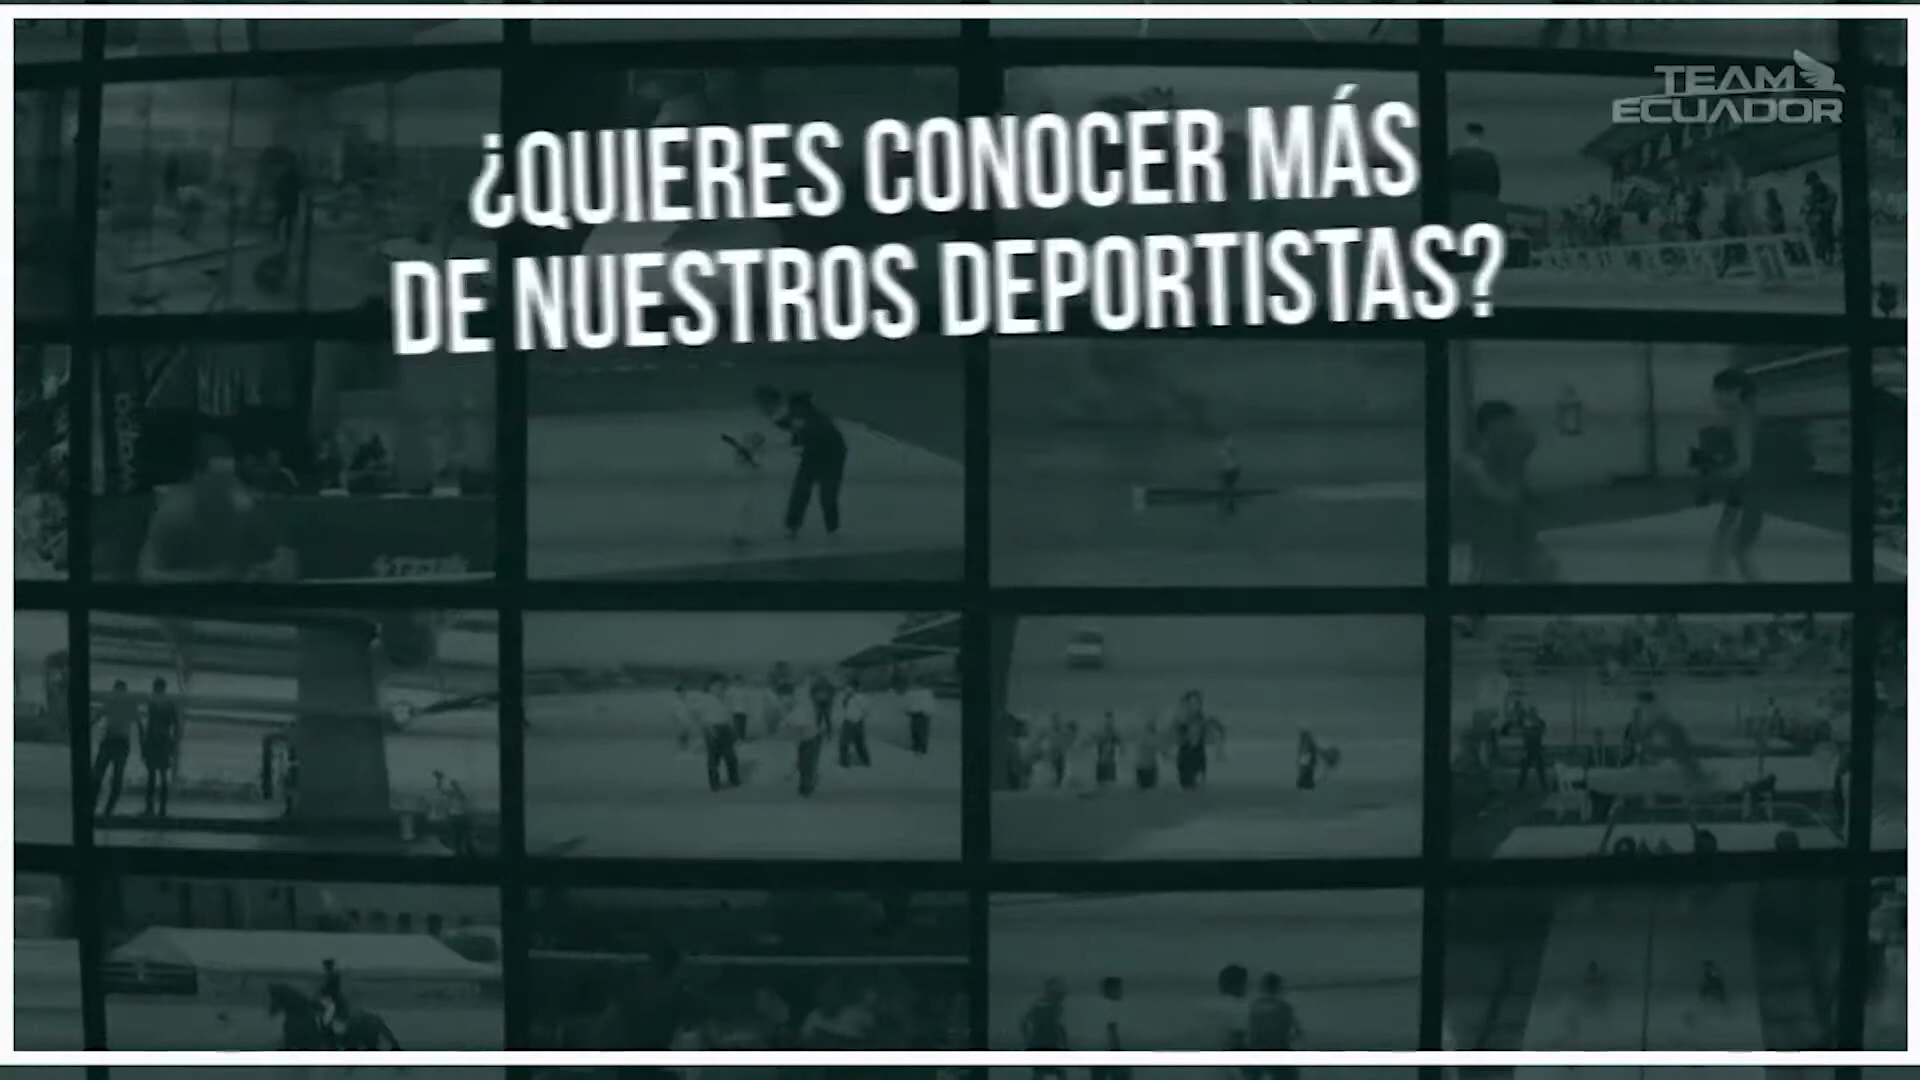 TEAM
ECUADOR
¿QUIERES CONOCER MÁS
DE NUESTROS DEPORTISTAS?